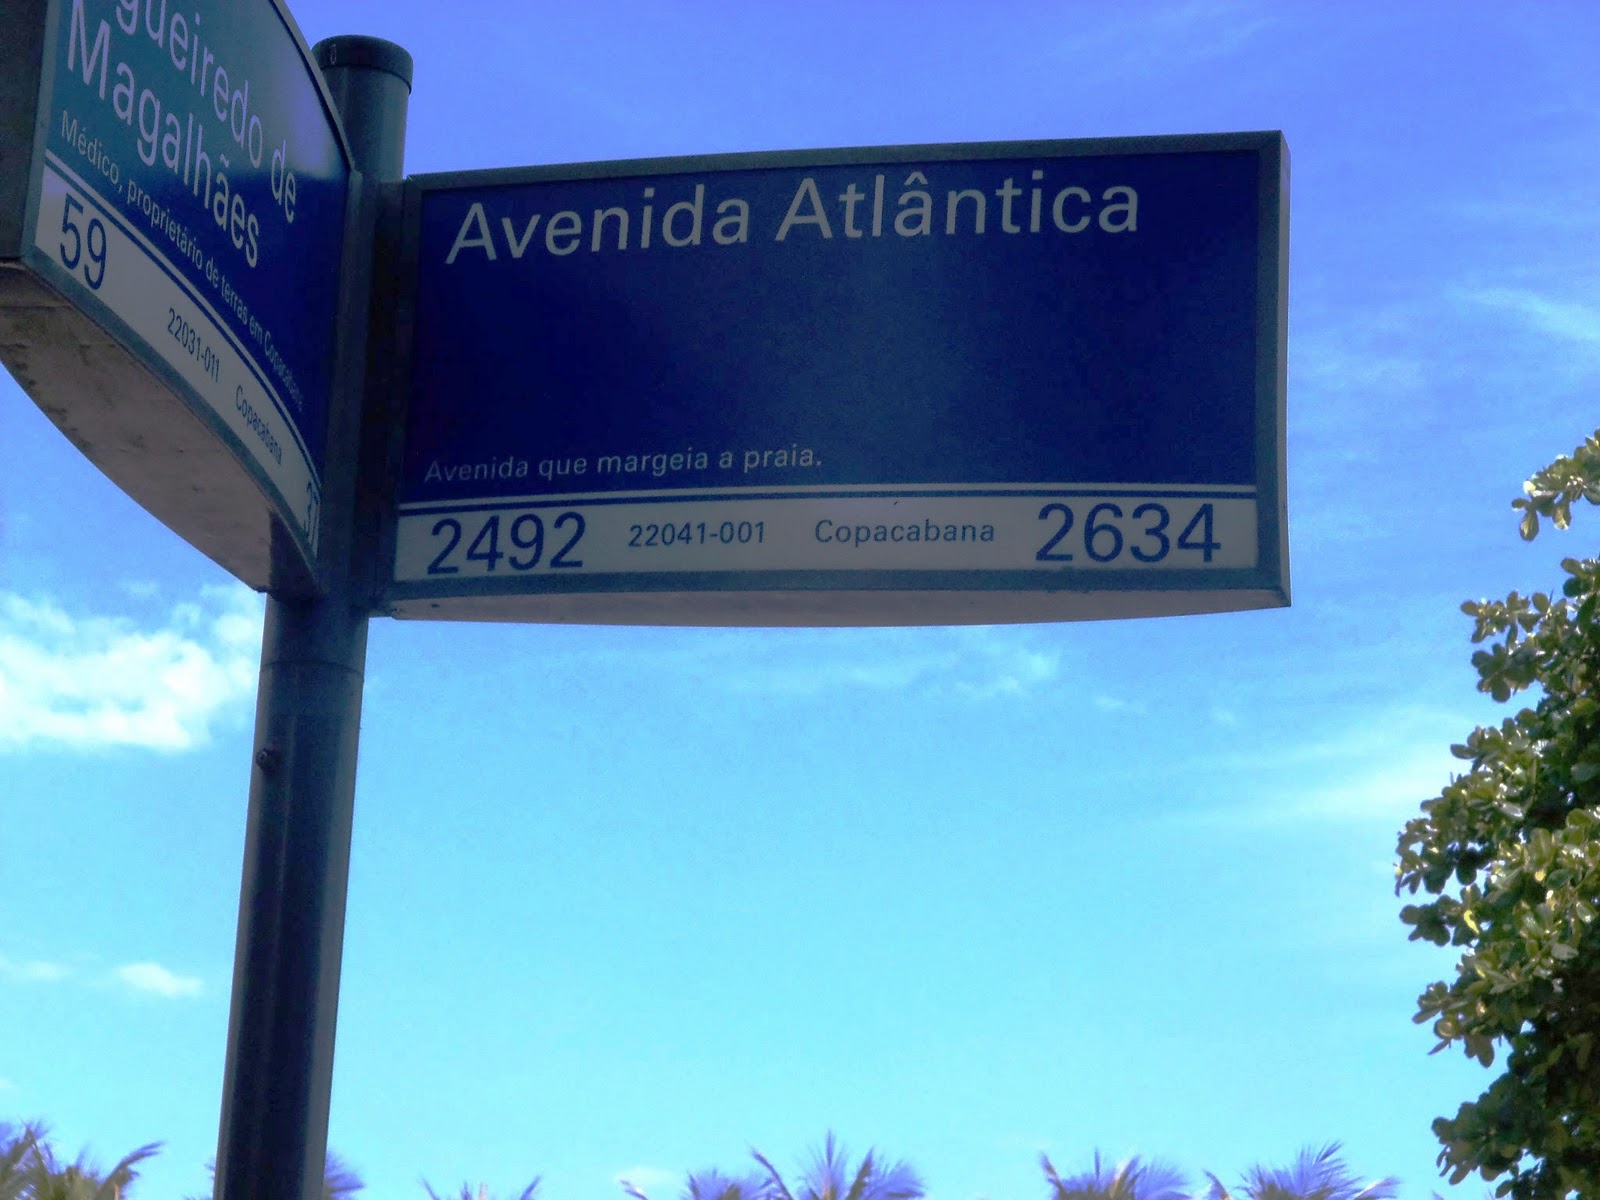 gueiredo de
Magalhães
Médico, proprietário de terras em Copacabana
59 22031-011 Copacabana 37
Avenida Atlântica
Avenida que margeia a praia.
2492 22041-001 Copacabana 2634